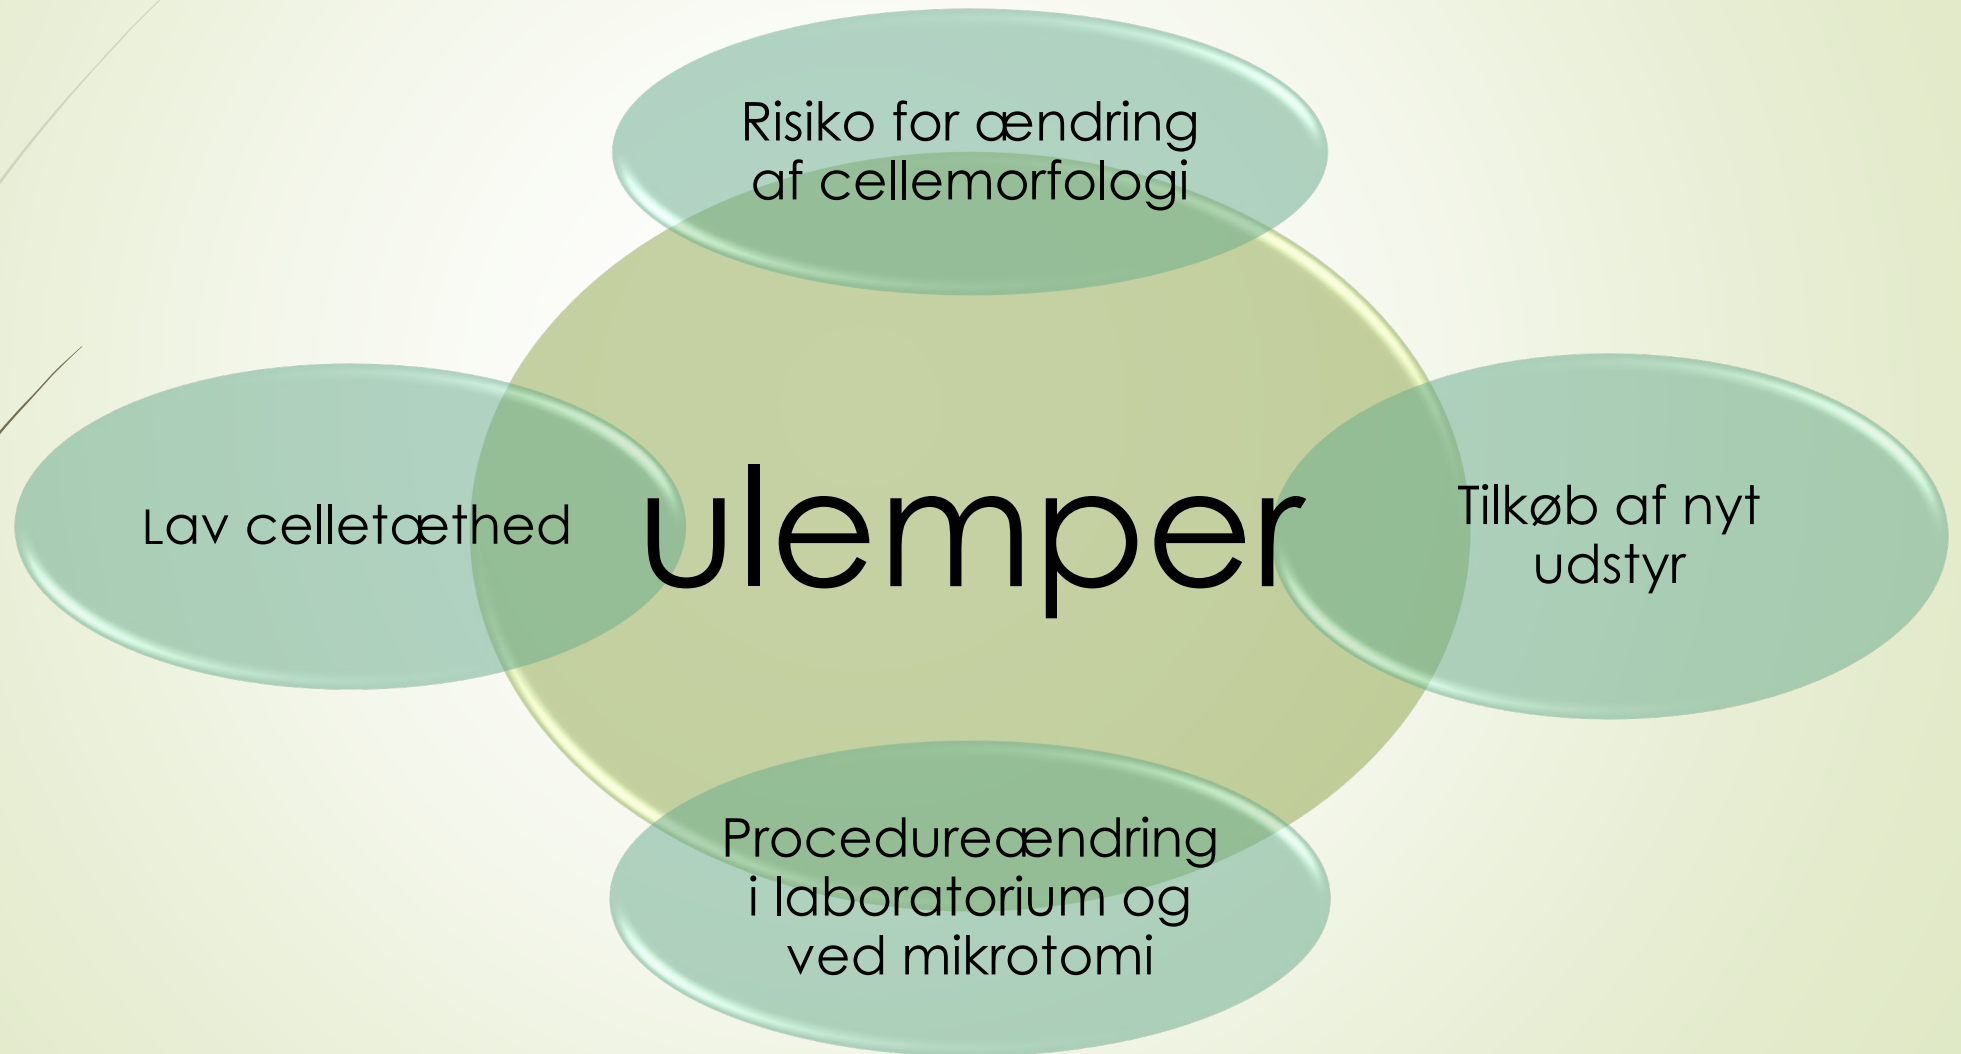 Risiko for ændring
af cellemorfologi
Lav celletæthed
ulemper
Tilkøb af nyt
udstyr
Procedureændring
i laboratorium og
ved mikrotomi